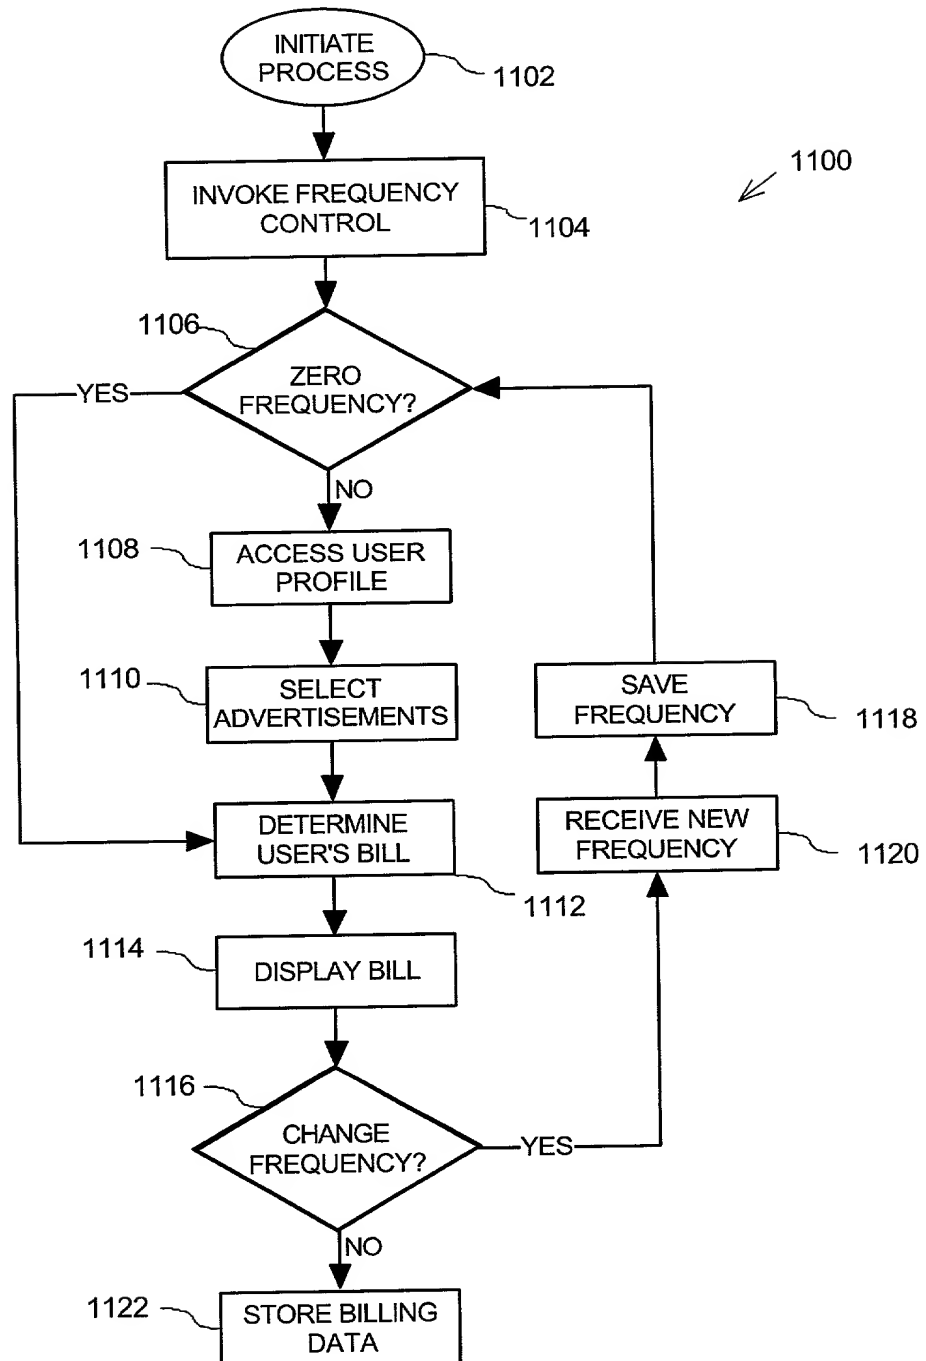 INITIATE
PROCESS
1102
1100
INVOKE FREQUENCY
CONTROL
1104
1106
ZERO
FREQUENCY?
YES
NO
1108
ACCESS USER
PROFILE
1110
SELECT
ADVERTISEMENTS
SAVE
FREQUENCY
1118
DETERMINE
USER'S BILL
1112
RECEIVE NEW
FREQUENCY
1120
1114
DISPLAY BILL
1116
CHANGE
FREQUENCY?
YES
NO
1122
STORE BILLING
DATA